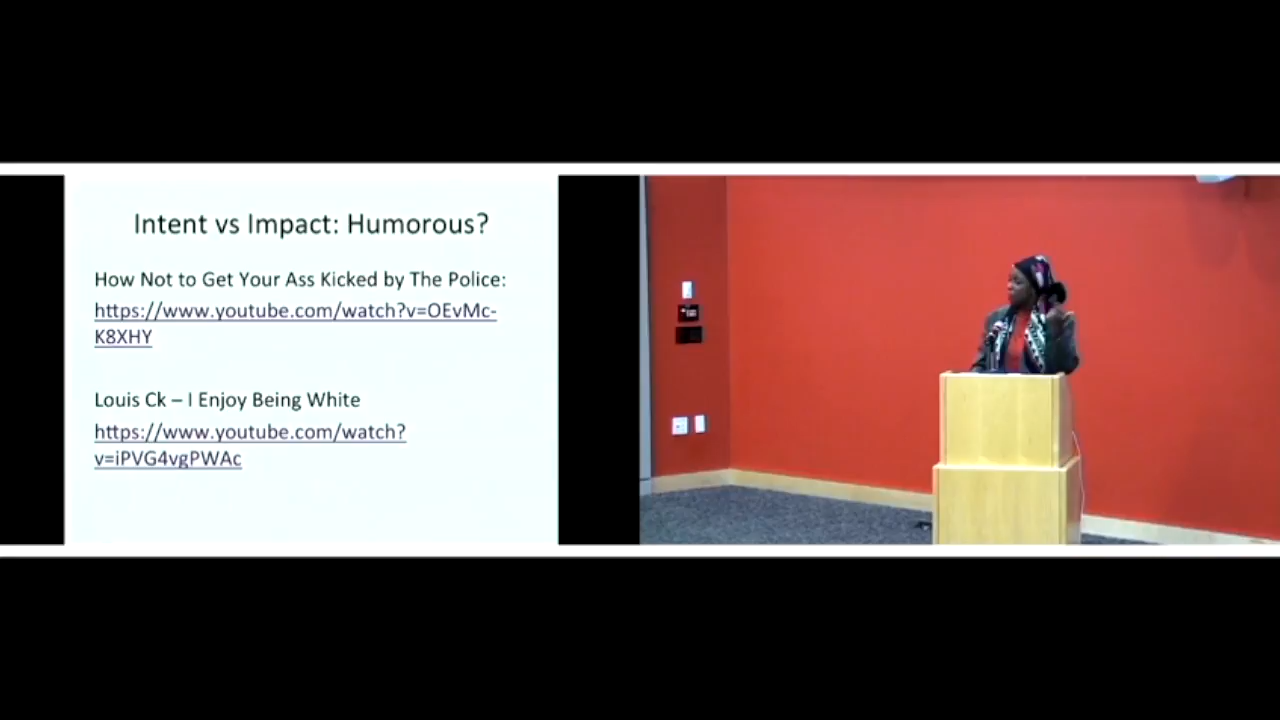 Intent vs Impact: Humorous?
How Not to Get Your Ass Kicked by The Police:
https://www.youtube.com/watch?v=OEvMc-
K8XHY
Louis Ck – I Enjoy Being White
https://www.youtube.com/watch?
v=iPVG4vgPWAc